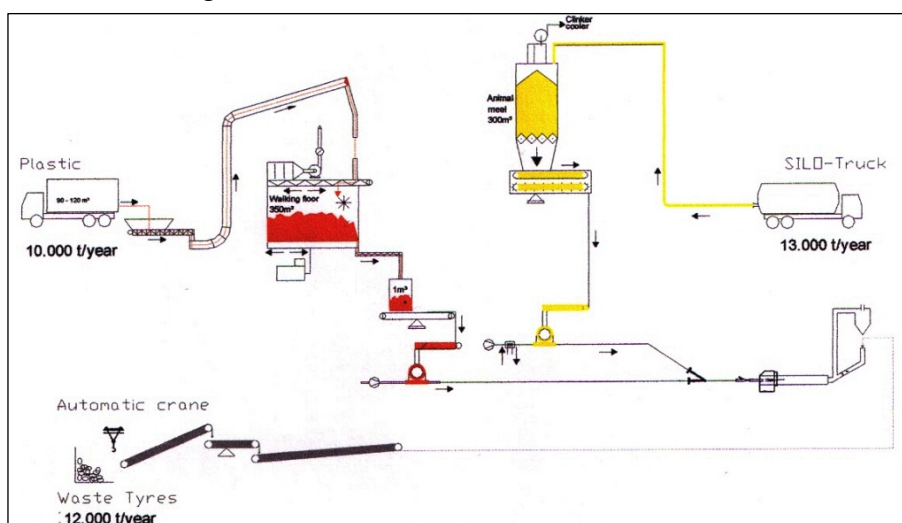 Clinker
cooler
Animal
meal
300m³
Plastic
SILO-Truck
90 - 120 m³
Walking floor
350m³
10.000 t/year
13.000 t/year
1m³
Automatic crane
Waste Tyres
12.000 t/year